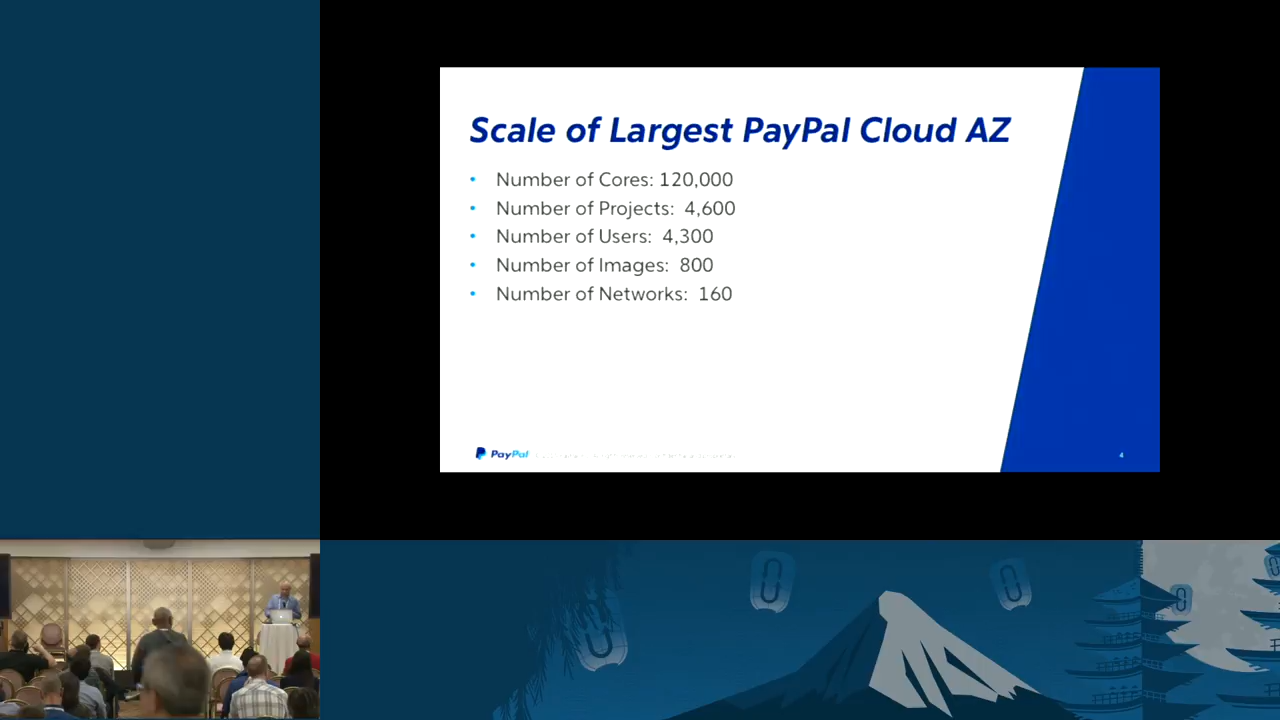 Scale of Largest PayPal Cloud AZ
• Number of Cores: 120,000
• Number of Projects: 4,600
• Number of Users: 4,300
• Number of Images: 800
• Number of Networks: 160
PayPal
4